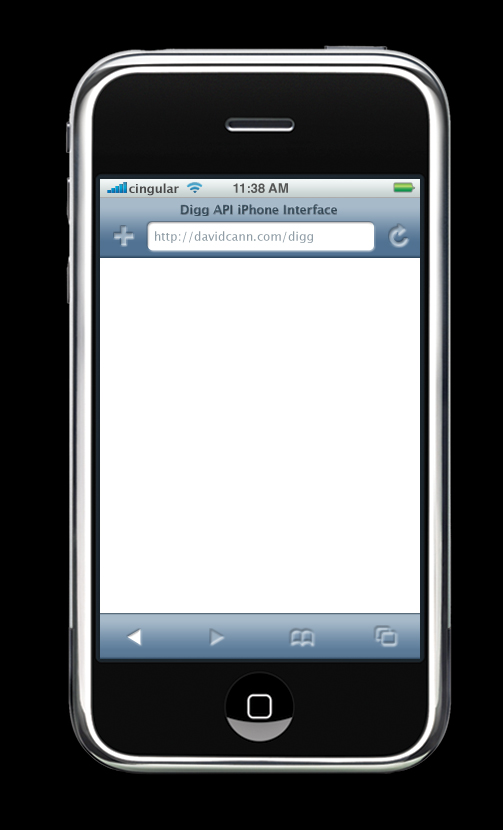 cingular 11:38 AM
Digg API iPhone Interface
http://davidcann.com/digg